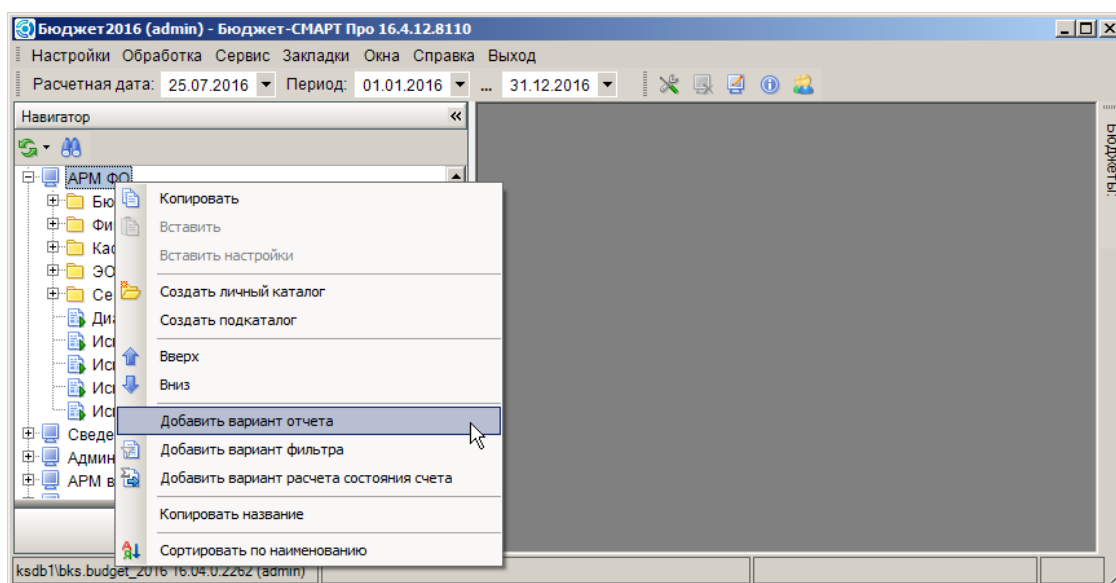 Бюджет2016 (admin) - Бюджет-СМАРТ Про 16.4.12.8110
Настройки Обработка Сервис Закладки Окна Справка Выход
Расчетная дата: 25.07.2016 Период: 01.01.2016 ... 31.12.2016
Навигатор
Бюджеты:
АРМ ФО
Копировать
Вставить
Вставить настройки
Создать личный каталог
Создать подкаталог
Вверх
Вниз
Добавить вариант отчета
Добавить вариант фильтра
АРМ в
Добавить вариант расчета состояния счета
Копировать название
Сортировать по наименованию
ksdb1\bks.budget_2016 16.04.0.2262 (admin)